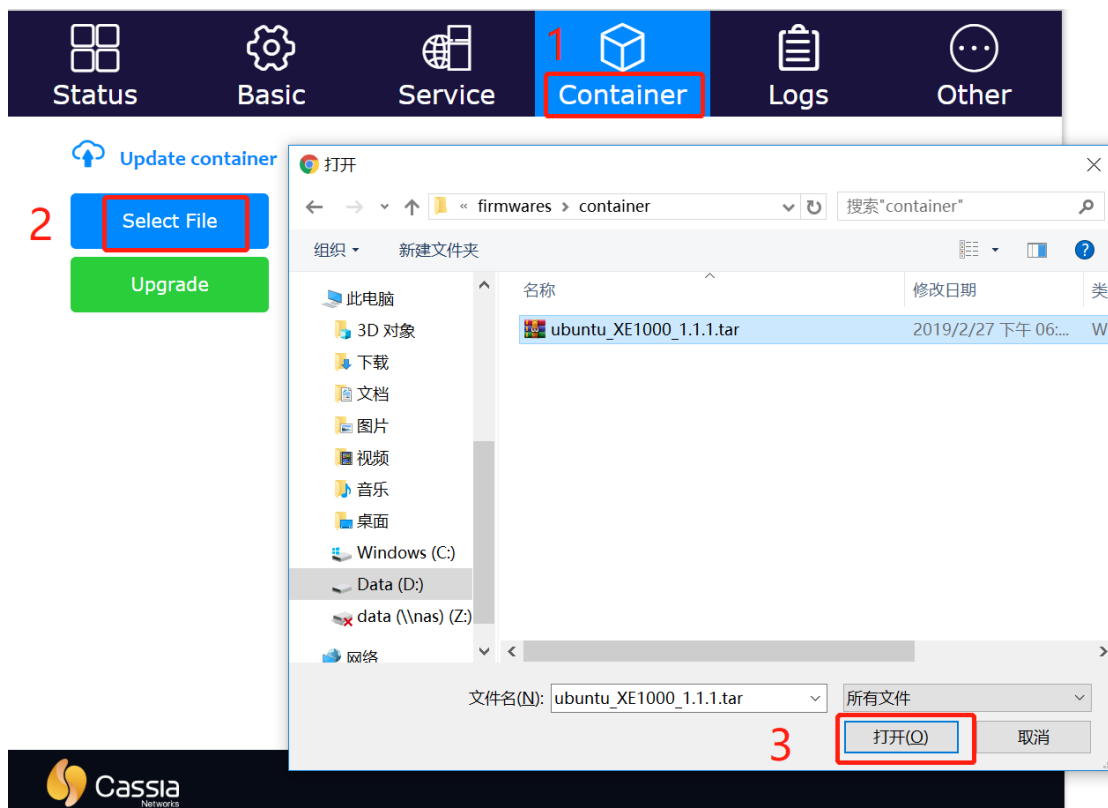 1
Status Basic Service Container Logs Other
Update container
2
Select File
Upgrade
打开
« firmwares > container
搜索"container"
组织 新建文件夹
?
名称 修改日期 类
ubuntu_XE1000_1.1.1.tar 2019/2/27 下午 06:... W
此电脑
3D 对象
下载
文档
图片
视频
音乐
桌面
Windows (C:)
Data (D:)
data (\\nas) (Z:)
网络
文件名(N): ubuntu_XE1000_1.1.1.tar 所有文件
3
打开(O) 取消
Cassia
Networks